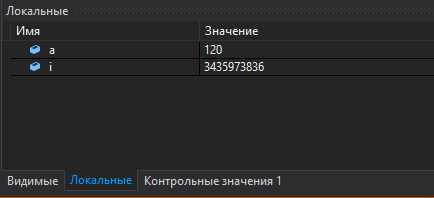 Локальные
Имя Значение
a 120
i 3435973836
Видимые Локальные Контрольные значения 1